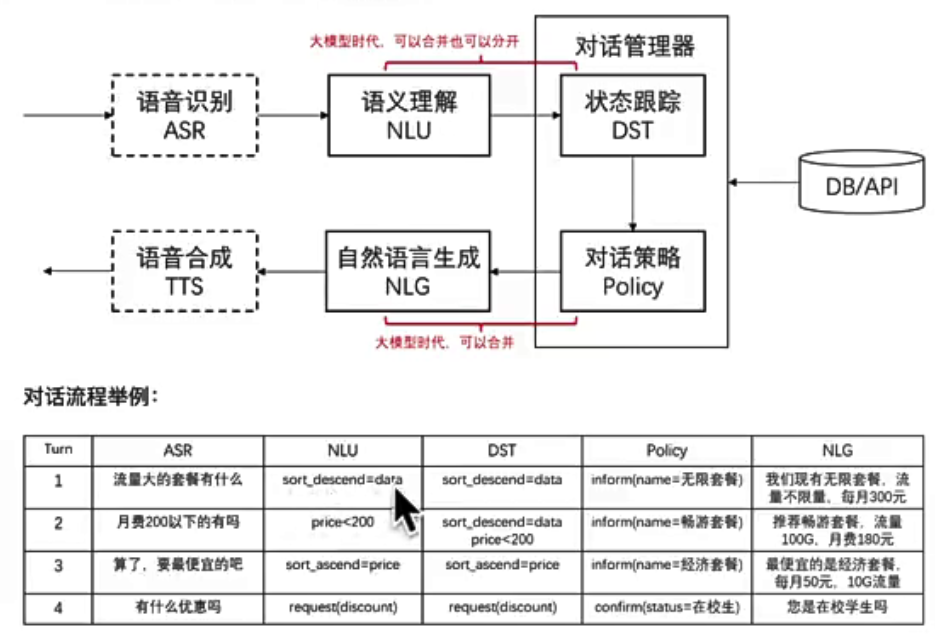 大模型时代，可以合并也可以分开
对话管理器
语音识别
ASR
语义理解
NLU
状态跟踪
DST
DB/API
语音合成
TTS
自然语言生成
NLG
对话策略
Policy
大模型时代，可以合并
对话流程举例：
Turn ASR NLU DST Policy NLG
1 流量大的套餐有什么 sort_descend=data sort_descend=data inform(name=无限套餐) 我们现有无限套餐，流
量不限量，每月300元
2 月费200以下的有吗 price<200 sort_descend=data inform(name=畅游套餐) 推荐畅游套餐，流量
price<200 100G，月费180元
3 算了，要最便宜的吧 sort_ascend=price sort_ascend=price inform(name=经济套餐) 最便宜的是经济套餐，
每月50元，10G流量
4 有什么优惠吗 request(discount) request(discount) confirm(status=在校生) 您是在校学生吗